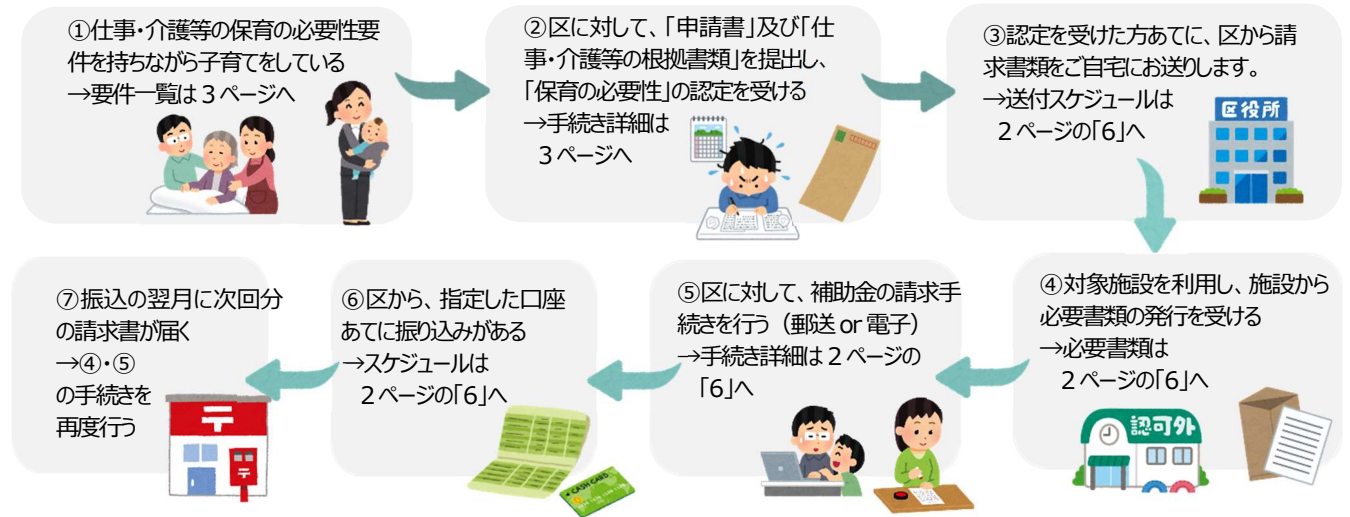 ①仕事・介護等の保育の必要性要
件を持ちながら子育てをしている
→要件一覧は3ページへ
②区に対して、「申請書」及び「仕
事・介護等の根拠書類」を提出し、
「保育の必要性」の認定を受ける
→手続き詳細は
3ページへ
③認定を受けた方あてに、区から請
求書類をご自宅にお送りします。
→送付スケジュールは
2ページの「6」へ
区役所
④対象施設を利用し、施設から
必要書類の発行を受ける
→必要書類は
2ページの「6」へ
認可外
⑤区に対して、補助金の請求手
続きを行う（郵送or電子）
→手続き詳細は2ページの
「6」へ
⑥区から、指定した口座
あてに振り込みがある
→スケジュールは
2ページの「6」へ
CASH CARD
⑦振込の翌月に次回分
の請求書が届く
→④・⑤
の手続きを
再度行う
〒
〒